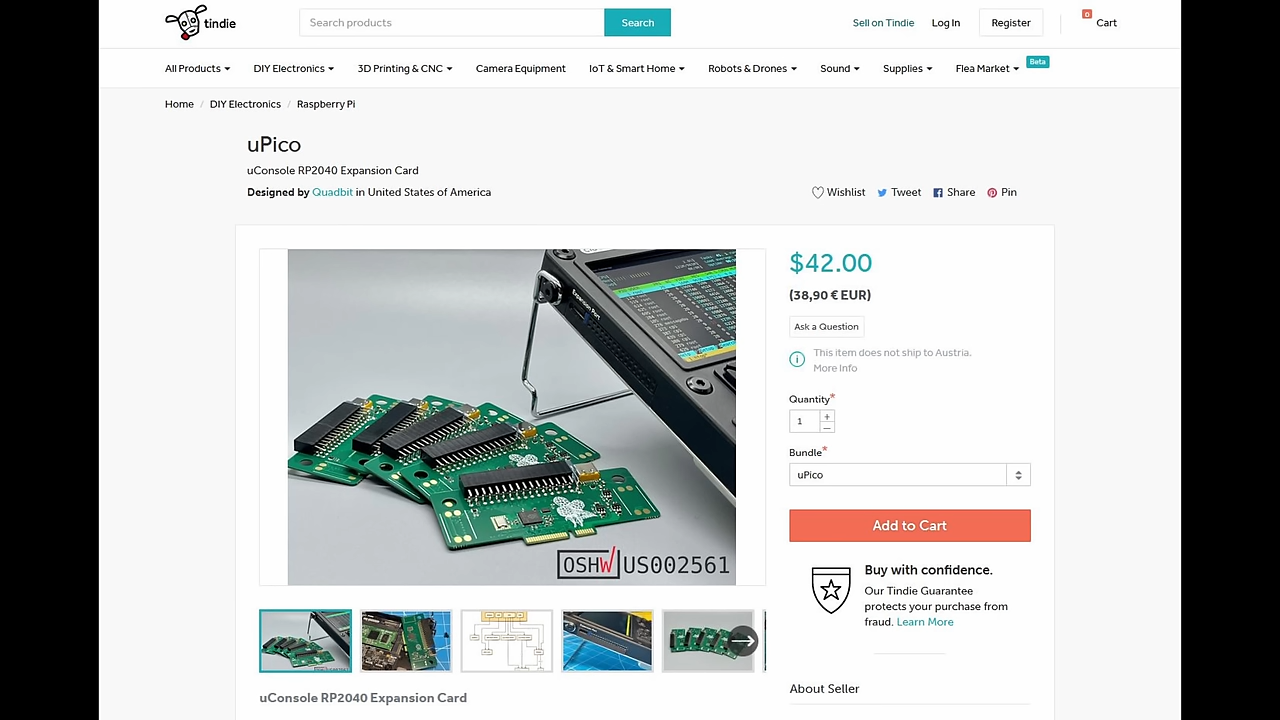 tindie
Search products
Search
Sell on Tindie
Log In
Register
0
Cart
All Products
DIY Electronics
3D Printing & CNC
Camera Equipment
IoT & Smart Home
Robots & Drones
Sound
Supplies
Flea Market
Beta
Home / DIY Electronics / Raspberry Pi
uPico
uConsole RP2040 Expansion Card
Designed by Quadbit in United States of America
Wishlist
Tweet
Share
Pin
Expansion Port
OSHW US002561
$42.00
(38,90 € EUR)
Ask a Question
This item does not ship to Austria.
More Info
Quantity*
1
+
−
Bundle*
uPico
Add to Cart
Buy with confidence.
Our Tindie Guarantee
protects your purchase from
fraud. Learn More
uConsole RP2040 Expansion Card
About Seller